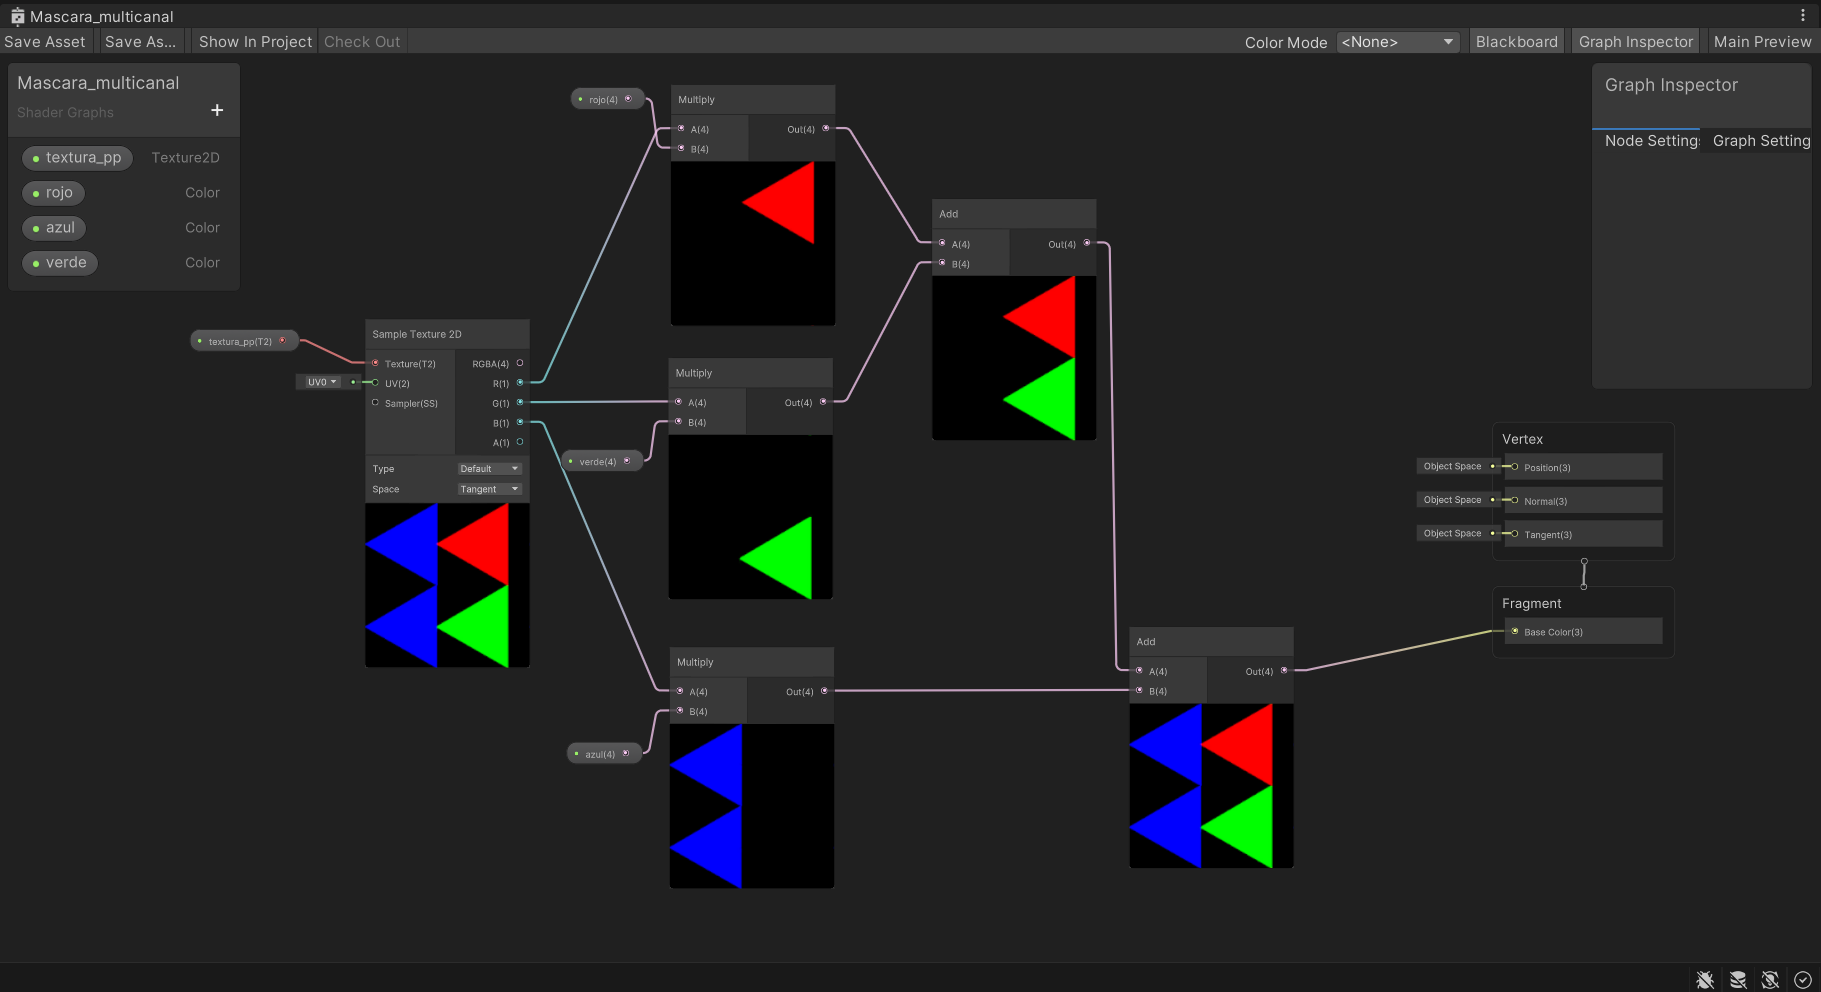 Mascara_multicanal
Save Asset Save As... Show In Project Check Out Color Mode <None> Blackboard Graph Inspector Main Preview
Mascara_multicanal
Shader Graphs +
textura_pp Texture2D
rojo Color
azul Color
verde Color
Graph Inspector
Node Setting Graph Setting
rojo(4)
Multiply
A(4) Out(4)
B(4)
Add
A(4) Out(4)
B(4)
textura_pp(T2)
UV0
Sample Texture 2D
Texture(T2) RGBA(4)
UV(2) R(1)
Sampler(SS) G(1)
B(1)
A(1)
Type Default
Space Tangent
Multiply
A(4) Out(4)
B(4)
verde(4)
Multiply
A(4) Out(4)
B(4)
azul(4)
Add
A(4) Out(4)
B(4)
Vertex
Object Space Position(3)
Object Space Normal(3)
Object Space Tangent(3)
Fragment
Base Color(3)